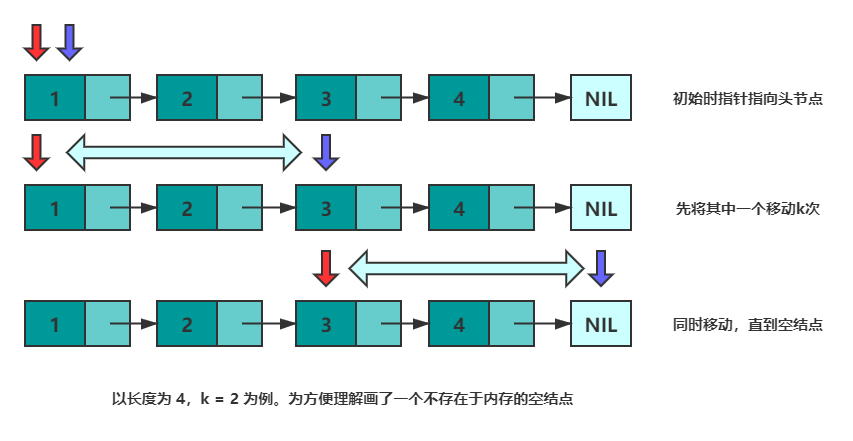 1 2 3 4 NIL 初始时指针指向头节点
1 2 3 4 NIL 先将其中一个移动k次
1 2 3 4 NIL 同时移动，直到空结点
以长度为 4，k = 2 为例。为方便理解画了一个不存在于内存的空结点